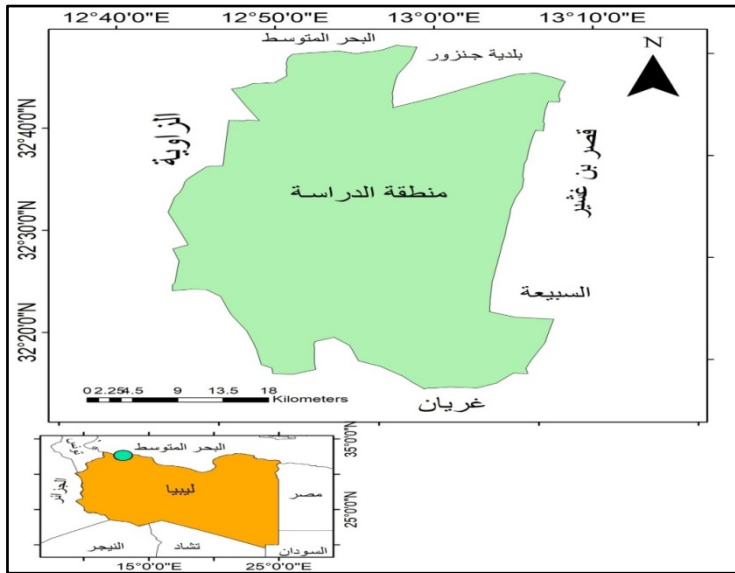 12°40'0"E 12°50'0"E 13°0'0"E 13°10'0"E
البحر المتوسط
بلدية جنزور
N
32°40'0"N
الزاوية
قصر بن غشير
منطقة الدراسة
32°30'0"N
السبيعة
32°20'0"N
0 2.25 4.5 9 13.5 18
Kilometers
غريان
البحر المتوسط
35°0'0"N
تونس
ليبيا
الجزائر
مصر
25°0'0"N
النيجر
تشاد
السودان
15°0'0"E 25°0'0"E